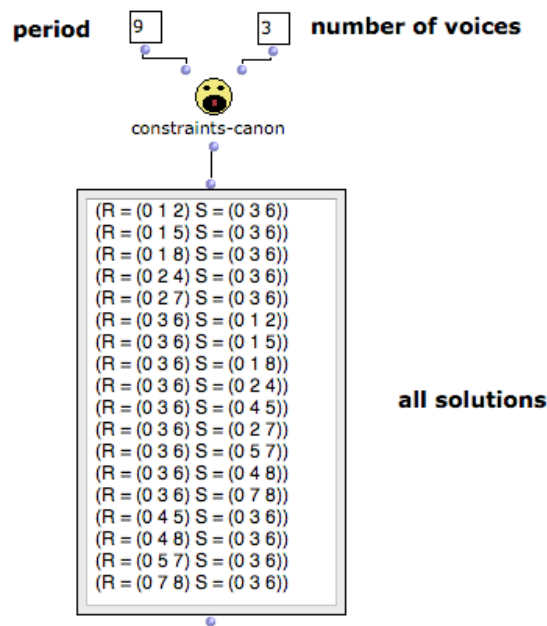 period 9 3 number of voices
constraints-canon
(R = (0 1 2) S = (0 3 6))
(R = (0 1 5) S = (0 3 6))
(R = (0 1 8) S = (0 3 6))
(R = (0 2 4) S = (0 3 6))
(R = (0 2 7) S = (0 3 6))
(R = (0 3 6) S = (0 1 2))
(R = (0 3 6) S = (0 1 5))
(R = (0 3 6) S = (0 1 8))
(R = (0 3 6) S = (0 2 4))
(R = (0 3 6) S = (0 4 5))
(R = (0 3 6) S = (0 2 7))
(R = (0 3 6) S = (0 5 7))
(R = (0 3 6) S = (0 4 8))
(R = (0 3 6) S = (0 7 8))
(R = (0 4 5) S = (0 3 6))
(R = (0 4 8) S = (0 3 6))
(R = (0 5 7) S = (0 3 6))
(R = (0 7 8) S = (0 3 6))
all solutions